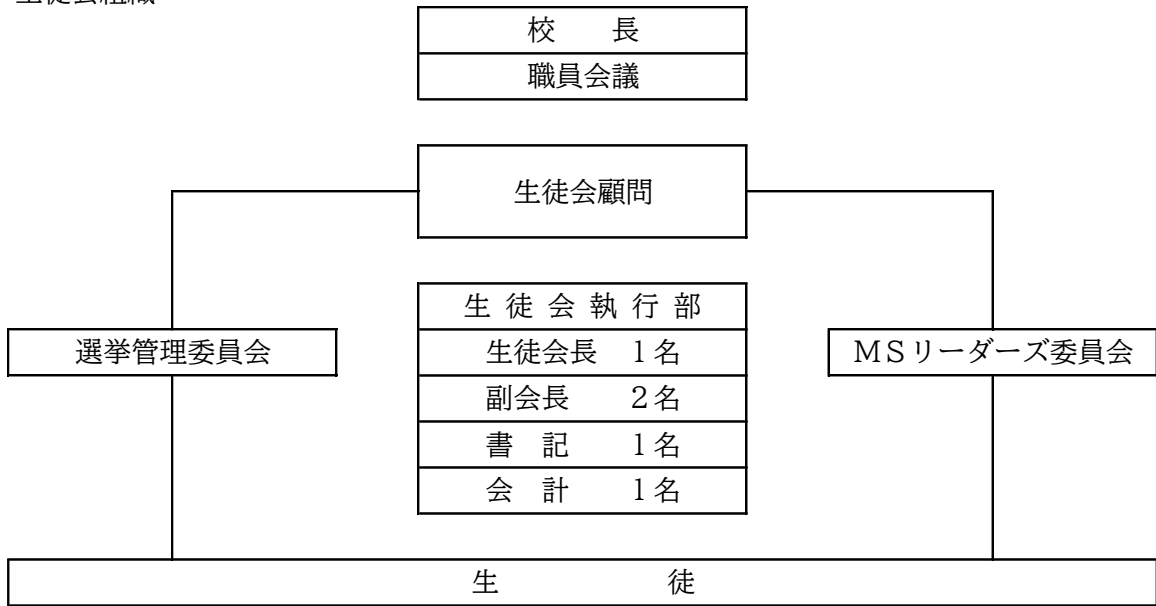 校　　長
職員会議
生徒会顧問
生 徒 会 執 行 部
生徒会長　１名
副会長　　２名
書　記　　１名
会　計　　１名
選挙管理委員会
ＭＳリーダーズ委員会
生　　　　　　徒